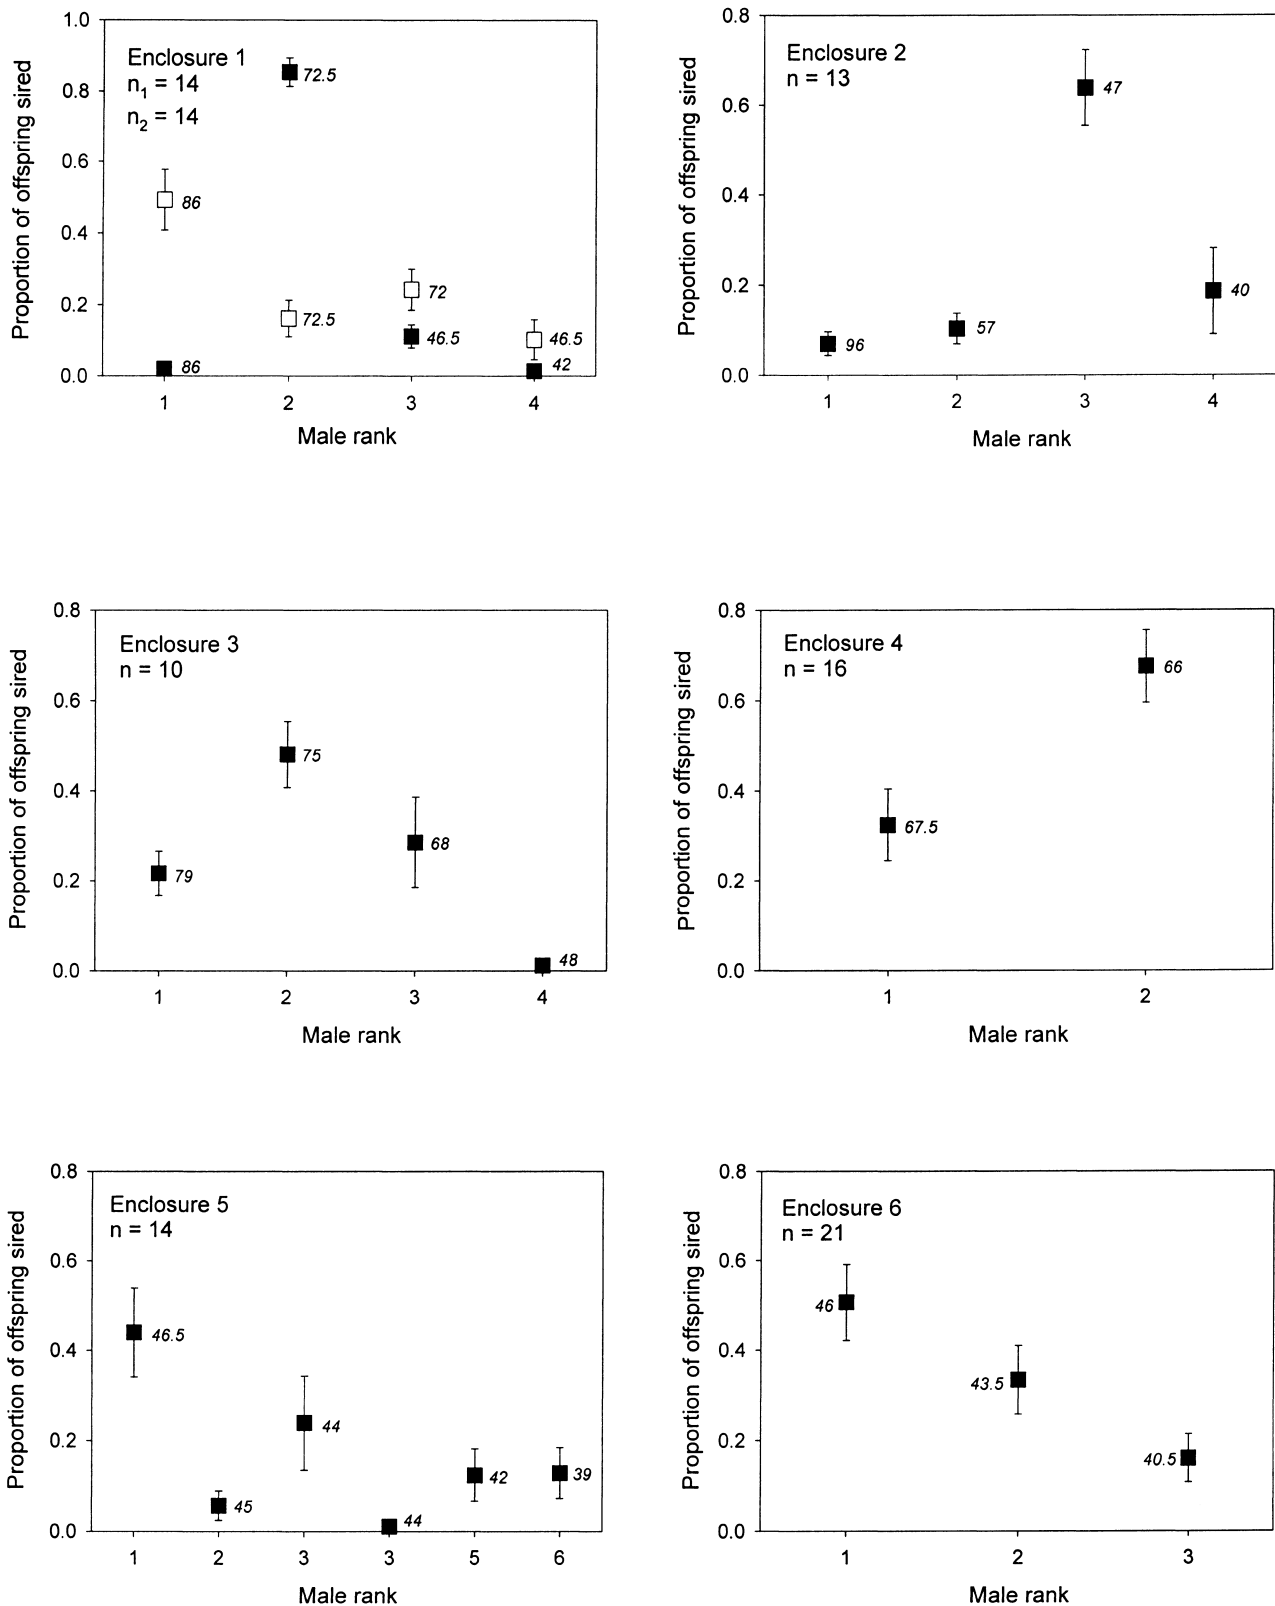 Enclosure 1
n1 = 14
n2 = 14
Proportion of offspring sired
1.0
0.8
0.6
0.4
0.2
0.0
72.5
86
72
72.5
46.5
46.5
86
42
1 2 3 4
Male rank
Enclosure 2
n = 13
Proportion of offspring sired
0.8
0.6
0.4
0.2
0.0
47
40
57
96
1 2 3 4
Male rank
Enclosure 3
n = 10
Proportion of offspring sired
0.8
0.6
0.4
0.2
0.0
75
68
79
48
1 2 3 4
Male rank
Enclosure 4
n = 16
Proportion of offspring sired
0.8
0.6
0.4
0.2
0.0
66
67.5
1 2
Male rank
Enclosure 5
n = 14
Proportion of offspring sired
0.8
0.6
0.4
0.2
0.0
46.5
44
42
39
45
44
1 2 3 3 5 6
Male rank
Enclosure 6
n = 21
Proportion of offspring sired
0.8
0.6
0.4
0.2
0.0
46
43.5
40.5
1 2 3
Male rank